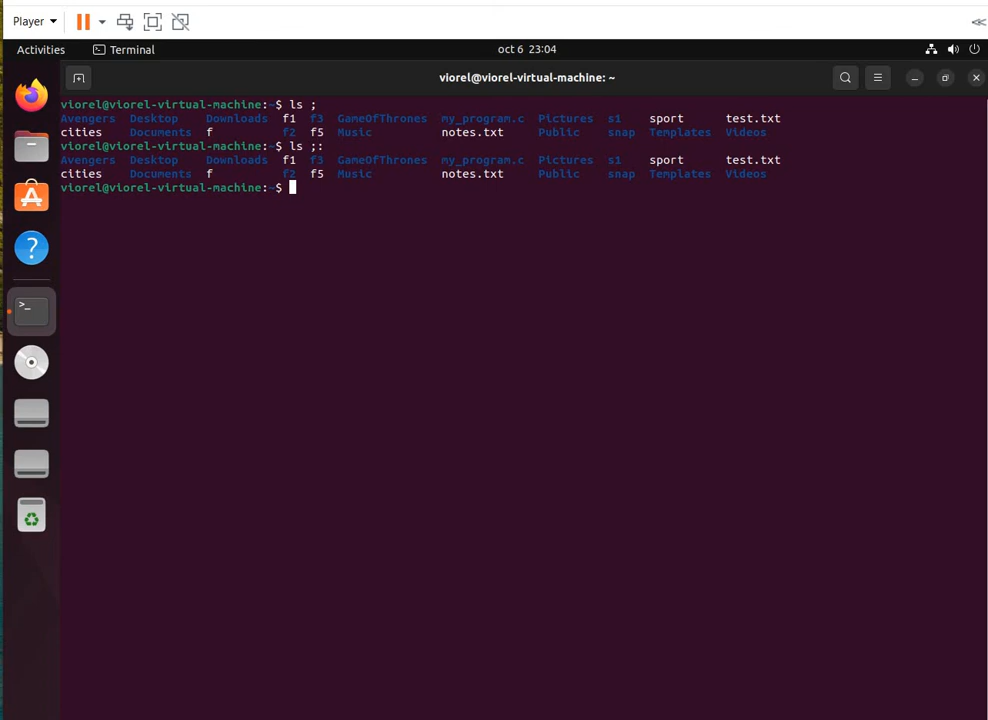 Player
Activities Terminal oct 6 23:04
viorel@viorel-virtual-machine: ~
viorel@viorel-virtual-machine:~$ ls ;
Avengers Desktop Downloads f1 f3 GameOfThrones my_program.c Pictures s1 sport test.txt
cities Documents f f2 f5 Music notes.txt Public snap Templates Videos
viorel@viorel-virtual-machine:~$ ls ;:
Avengers Desktop Downloads f1 f3 GameOfThrones my_program.c Pictures s1 sport test.txt
cities Documents f f2 f5 Music notes.txt Public snap Templates Videos
viorel@viorel-virtual-machine:~$